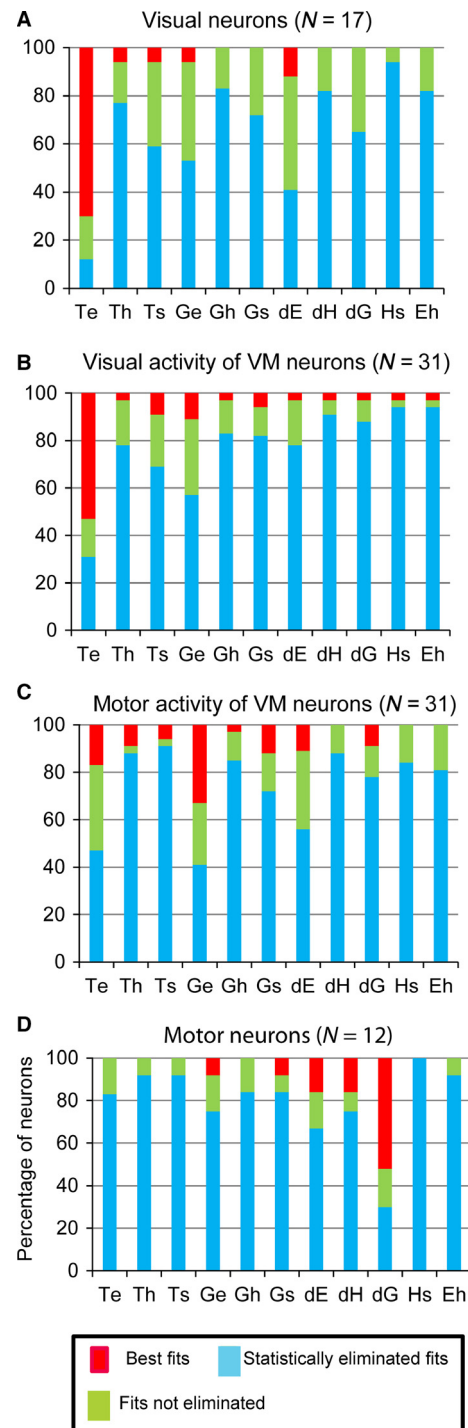 A
Visual neurons (N = 17)
100
80
60
40
20
0
Te Th Ts Ge Gh Gs dE dH dG Hs Eh
B
Visual activity of VM neurons (N = 31)
100
80
60
40
20
0
Te Th Ts Ge Gh Gs dE dH dG Hs Eh
C
Motor activity of VM neurons (N = 31)
100
80
60
40
20
0
Te Th Ts Ge Gh Gs dE dH dG Hs Eh
D
Motor neurons (N = 12)
Percentage of neurons
100
80
60
40
20
0
Te Th Ts Ge Gh Gs dE dH dG Hs Eh
Best fits Statistically eliminated fits
Fits not eliminated